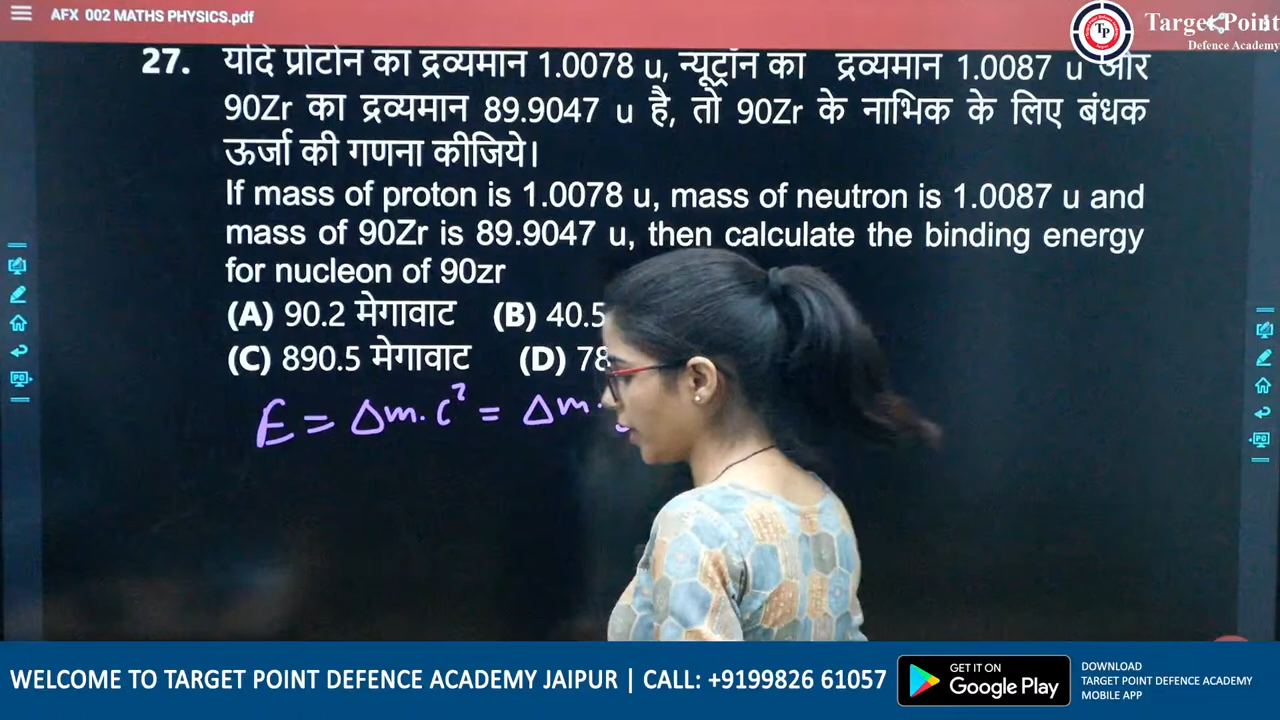 AFX 002 MATHS PHYSICS.pdf
TP
Target Point
Defence Academy
27. यदि प्रोटोन का द्रव्यमान 1.0078 u, न्यूट्रॉन का द्रव्यमान 1.0087 u और
90Zr का द्रव्यमान 89.9047 u है, तो 90Zr के नाभिक के लिए बंधक
ऊर्जा की गणना कीजिये।
If mass of proton is 1.0078 u, mass of neutron is 1.0087 u and
mass of 90Zr is 89.9047 u, then calculate the binding energy
for nucleon of 90zr
(A) 90.2 मेगावाट (B) 40.5
(C) 890.5 मेगावाट (D) 78
E = Δm.c² = Δm.
WELCOME TO TARGET POINT DEFENCE ACADEMY JAIPUR | CALL: +9199826 61057
GET IT ON
Google Play
DOWNLOAD
TARGET POINT DEFENCE ACADEMY
MOBILE APP